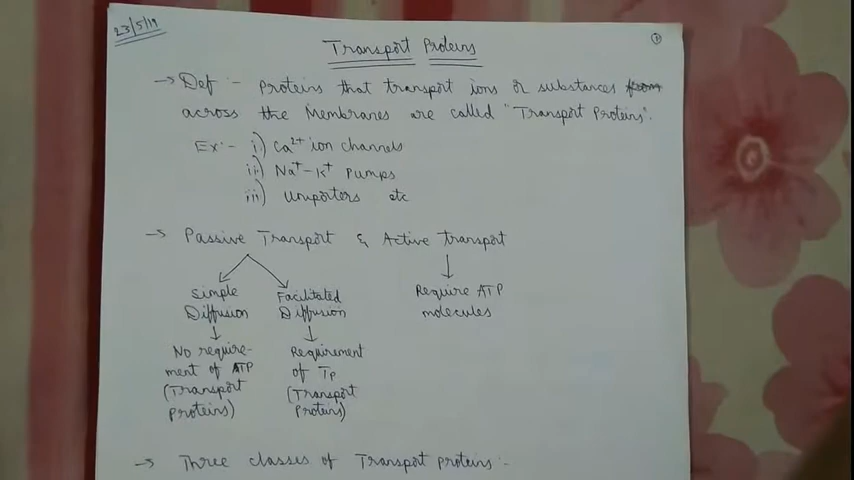 23/5/19
1
Transport Proteins
→ Def :- Proteins that transport ions or substances from
across the Membranes are called "Transport Proteins".
Ex:- i) Ca2+ ion channels
ii) Na+-K+ Pumps
iii) Uniporters etc
→ Passive Transport & Active transport
Simple Diffusion
Facilitated Diffusion
Require ATP molecules
No require-
ment of ATP
(Transport
Proteins)
Requirement
of TP
(Transport
Proteins)
→ Three classes of Transport proteins :-